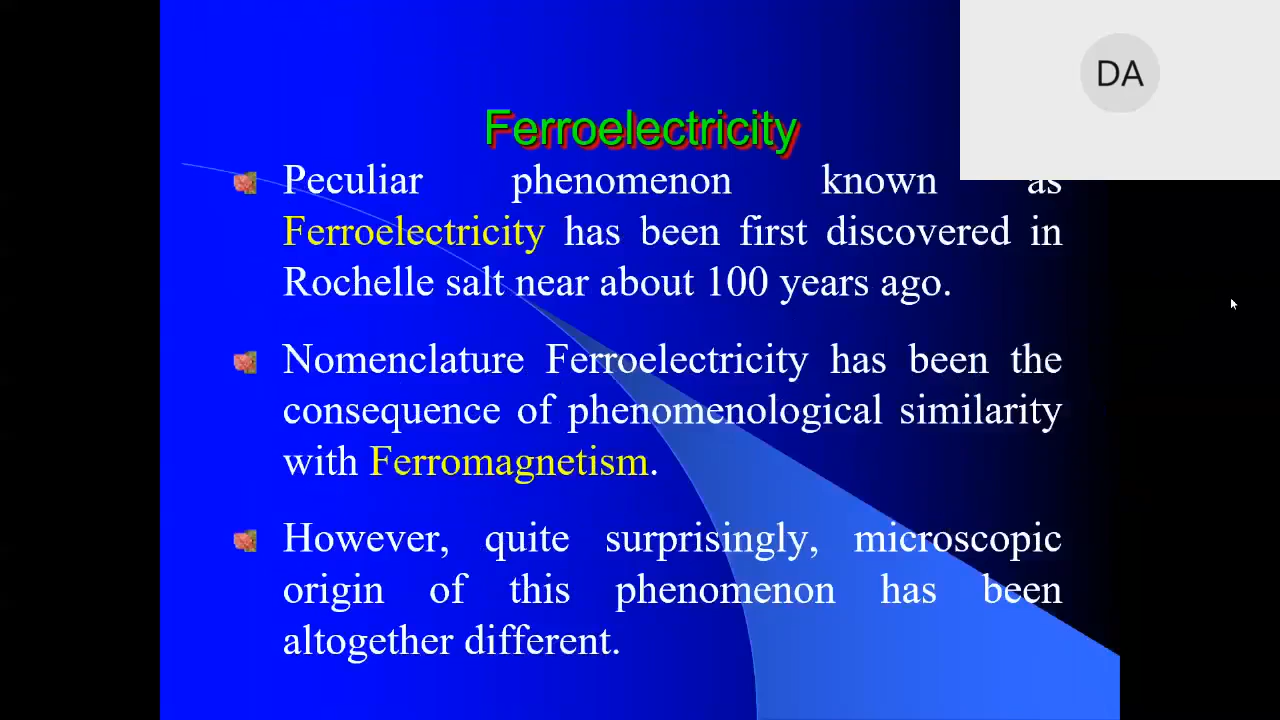 DA
Ferroelectricity
Peculiar phenomenon known as
Ferroelectricity has been first discovered in
Rochelle salt near about 100 years ago.
Nomenclature Ferroelectricity has been the
consequence of phenomenological similarity
with Ferromagnetism.
However, quite surprisingly, microscopic
origin of this phenomenon has been
altogether different.